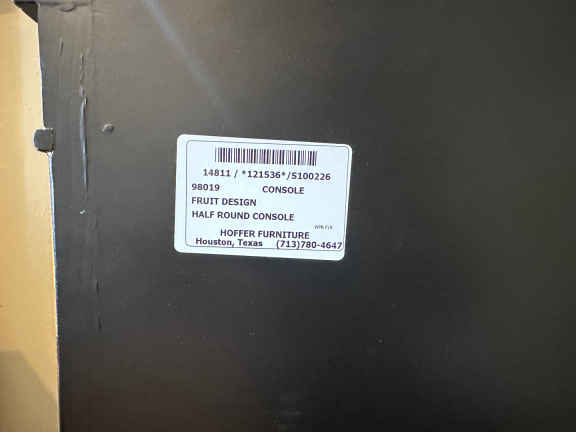 14811 / *121536*/S100226
98019 CONSOLE
FRUIT DESIGN
HALF ROUND CONSOLE
HOFFER FURNITURE
Houston, Texas (713)780-4647